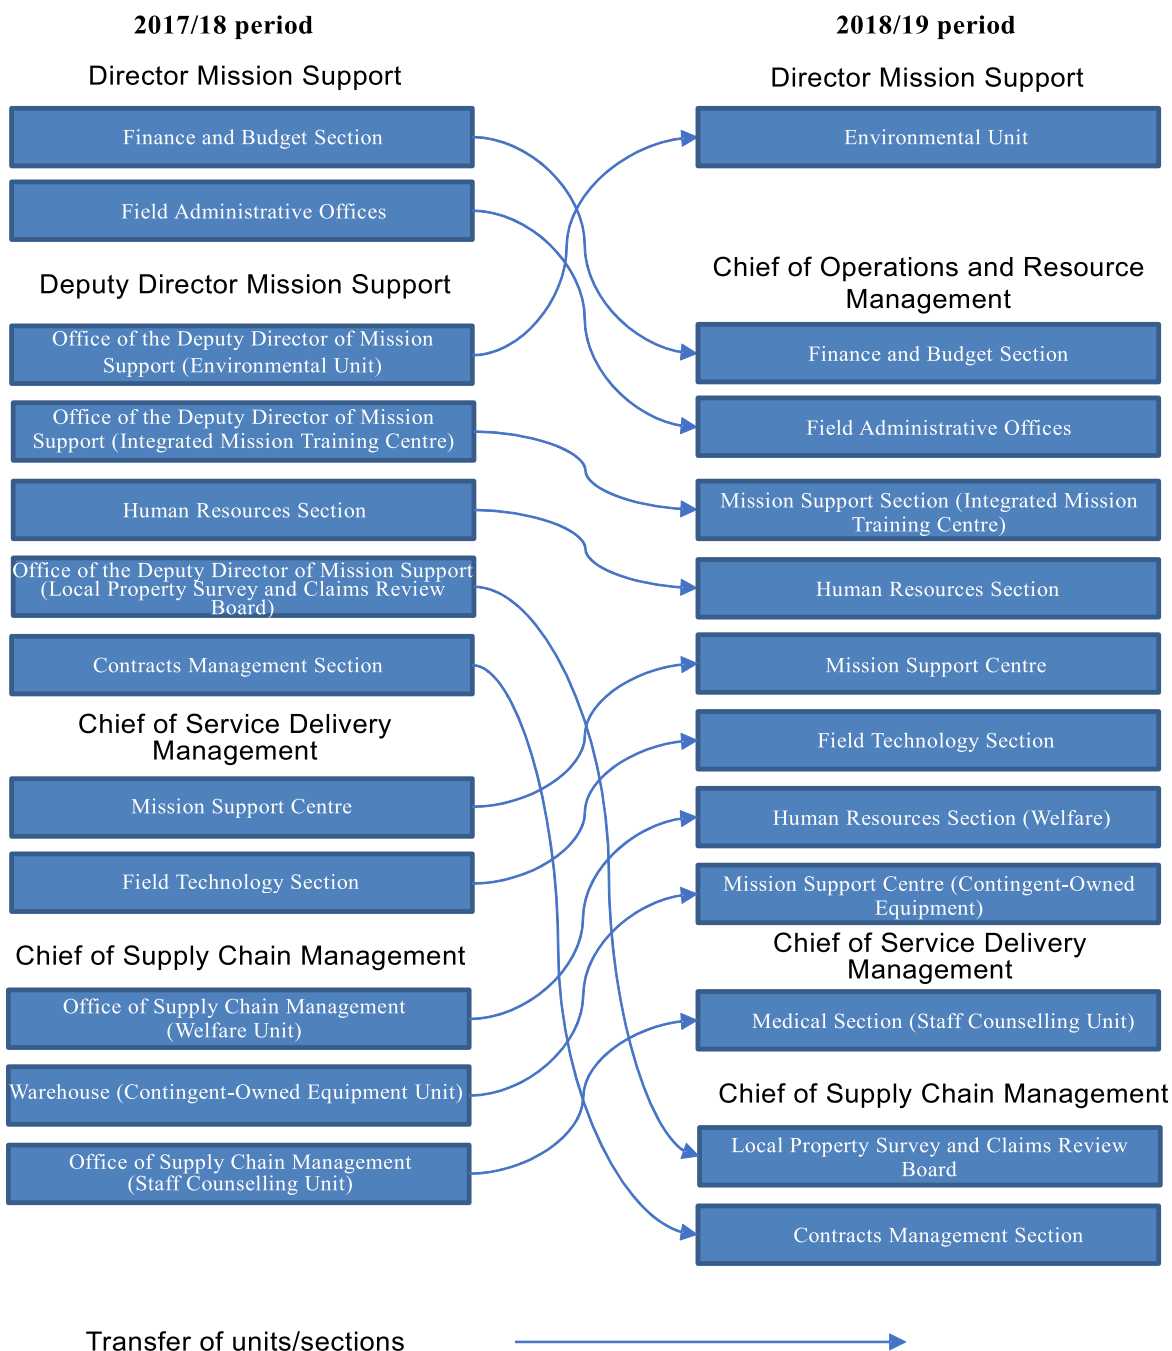 2017/18 period
Director Mission Support
Finance and Budget Section
Field Administrative Offices
Deputy Director Mission Support
Office of the Deputy Director of Mission
Support (Environmental Unit)
Office of the Deputy Director of Mission
Support (Integrated Mission Training Centre)
Human Resources Section
Office of the Deputy Director of Mission Support
(Local Property Survey and Claims Review
Board)
Contracts Management Section
Chief of Service Delivery
Management
Mission Support Centre
Field Technology Section
Chief of Supply Chain Management
Office of Supply Chain Management
(Welfare Unit)
Warehouse (Contingent-Owned Equipment Unit)
Office of Supply Chain Management
(Staff Counselling Unit)
2018/19 period
Director Mission Support
Environmental Unit
Chief of Operations and Resource
Management
Finance and Budget Section
Field Administrative Offices
Mission Support Section (Integrated Mission
Training Centre)
Human Resources Section
Mission Support Centre
Field Technology Section
Human Resources Section (Welfare)
Mission Support Centre (Contingent-Owned
Equipment)
Chief of Service Delivery
Management
Medical Section (Staff Counselling Unit)
Chief of Supply Chain Management
Local Property Survey and Claims Review
Board
Contracts Management Section
Transfer of units/sections